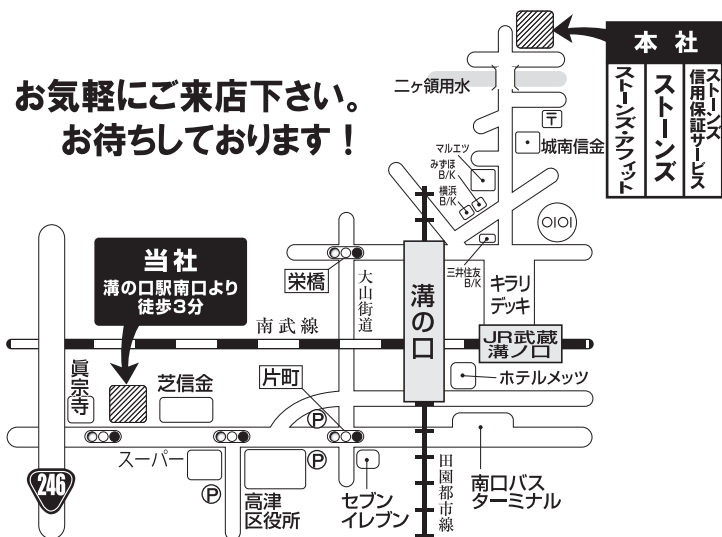 お気軽にご来店下さい。
お待ちしております！
本社
ストーンズ・アフィット
ストーンズ
ストーンズ
信用保証サービス
二ヶ領用水
〒
城南信金
マルエツ
みずほ
B/K
横浜
B/K
OIOI
三井住友
B/K
キラリ
デッキ
当社
溝の口駅南口より
徒歩3分
栄橋
大山街道
溝の口
南武線
JR武蔵
溝ノ口
ホテルメッツ
眞宗寺
芝信金
片町
P
スーパー
P
P
高津
区役所
セブン
イレブン
田園都市線
南口バス
ターミナル
246